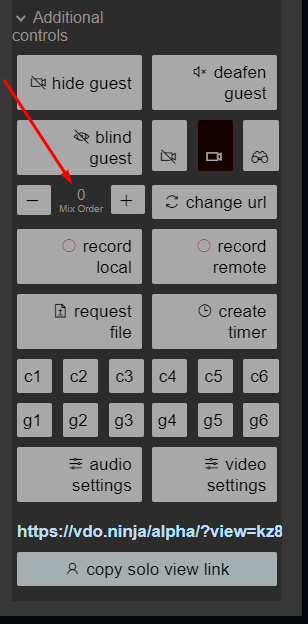 Additional
controls
hide guest
deafen
guest
blind
guest
− 0 +
Mix Order
change url
record
local
record
remote
request
file
create
timer
c1 c2 c3 c4 c5 c6
g1 g2 g3 g4 g5 g6
audio
settings
video
settings
https://vdo.ninja/alpha/?view=kz8
copy solo view link